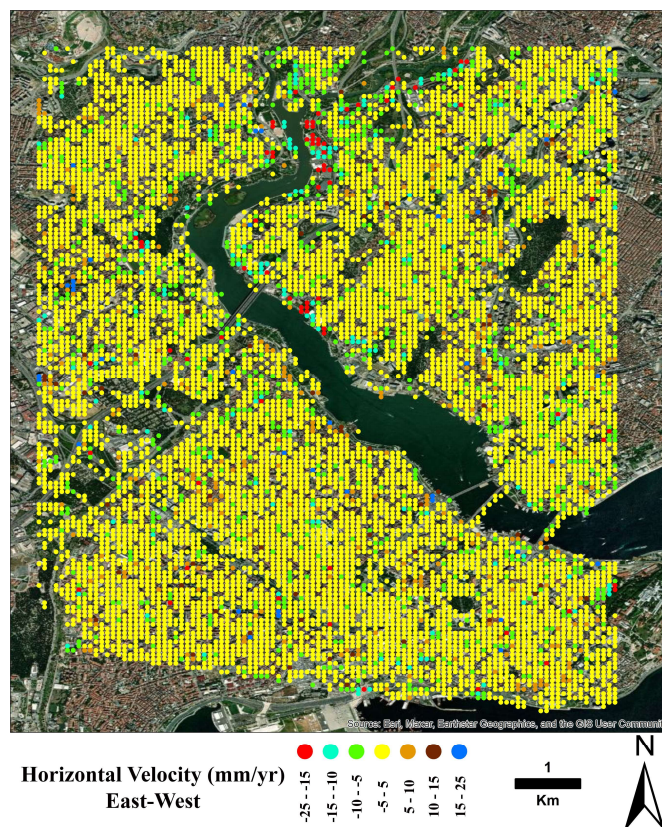 Source: Esri, Maxar, Earthstar Geographics, and the GIS User Communi
N
Horizontal Velocity (mm/yr)
East-West
-25 - -15
-15 - -10
-10 - -5
-5 - 5
5 - 10
10 - 15
15 - 25
1
Km